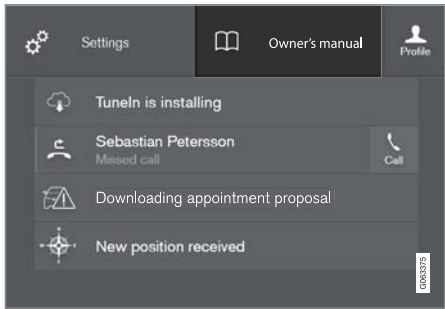 Settings
Owner's manual
Profile
TuneIn is installing
Sebastian Petersson
Missed call
Call
Downloading appointment proposal
New position received
G063375